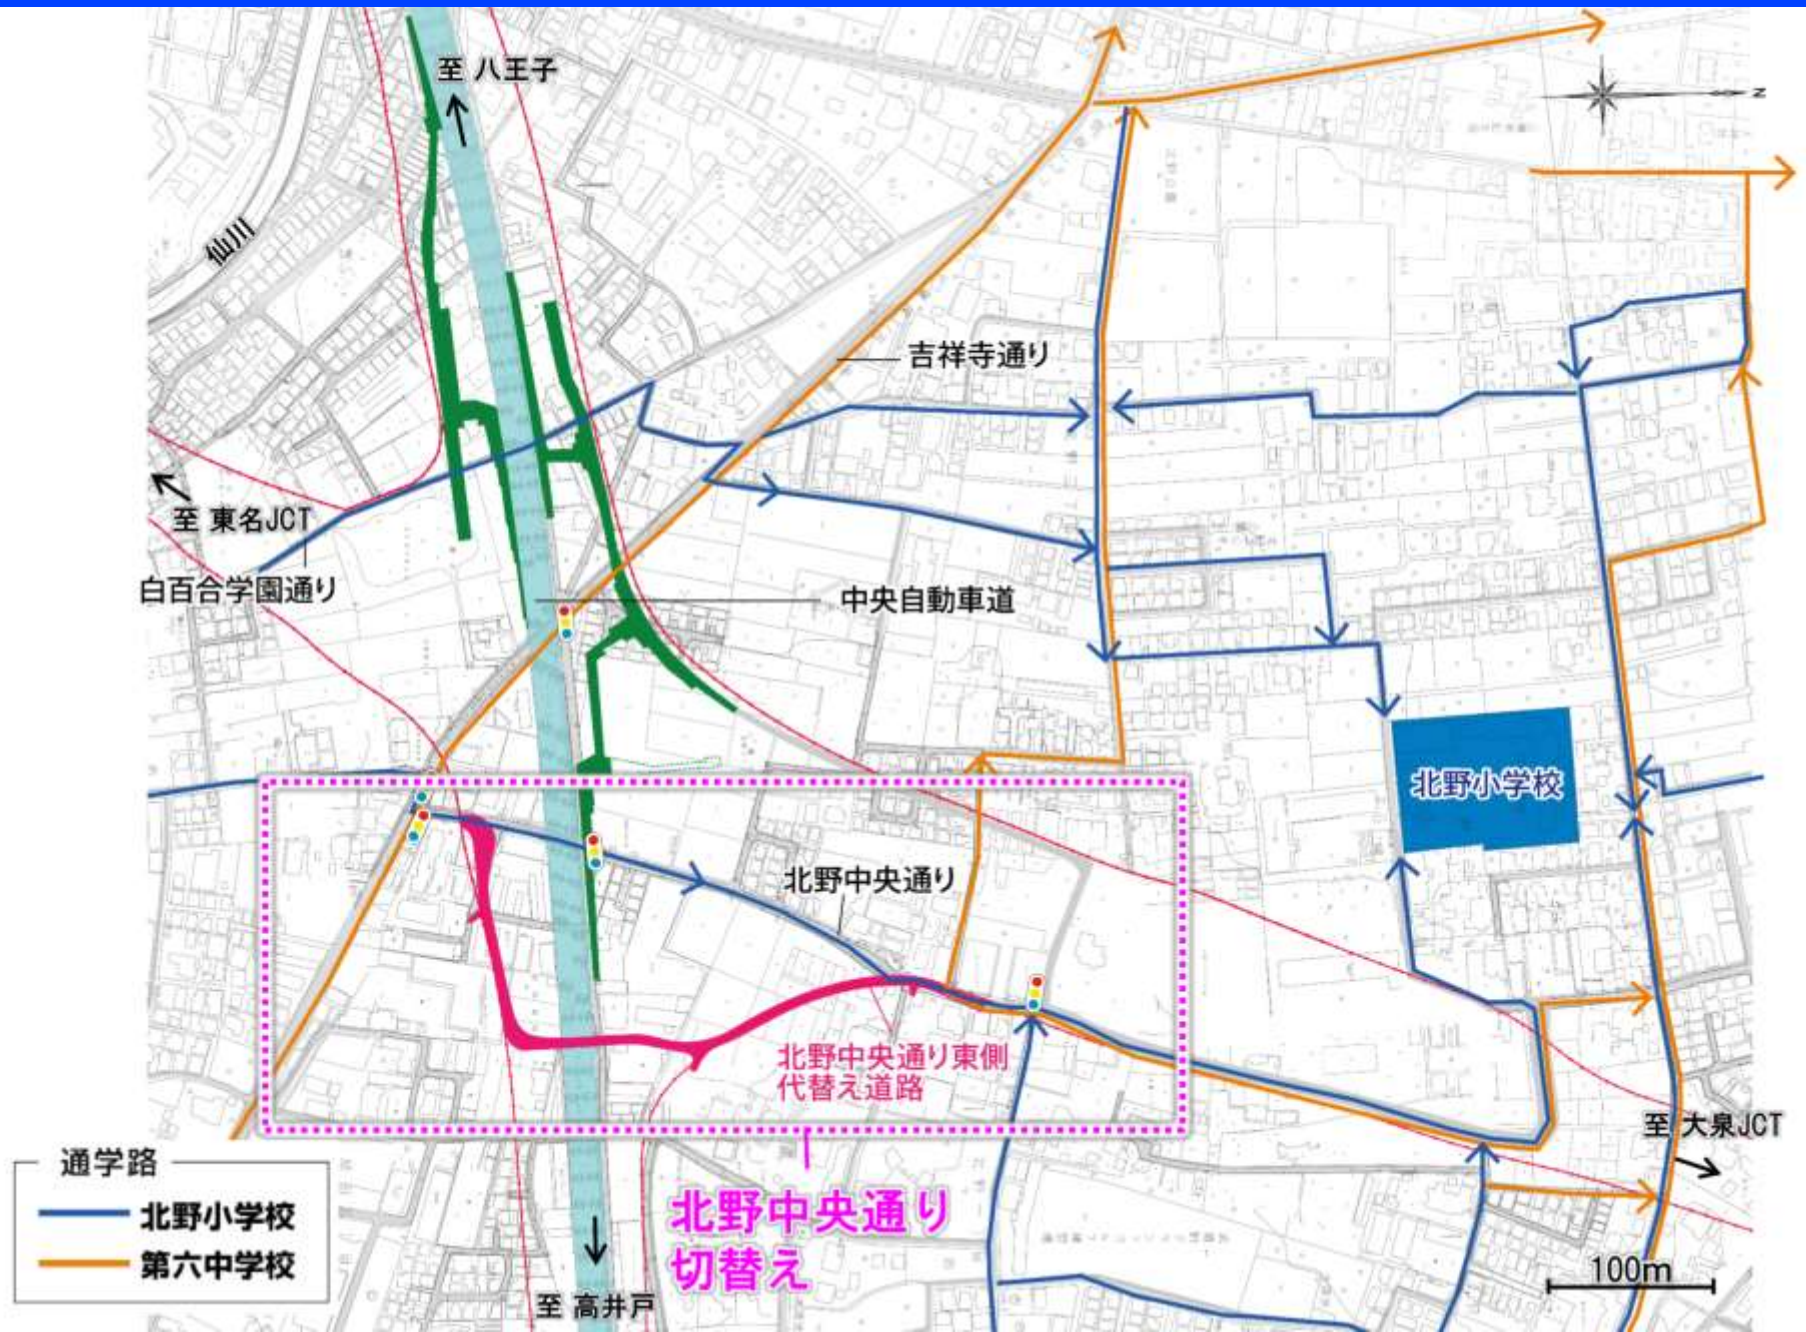 至 八王子
N
仙川
吉祥寺通り
至 東名JCT
白百合学園通り
中央自動車道
北野小学校
北野中央通り
北野中央通り東側
代替え道路
至 大泉JCT
通学路
北野小学校
第六中学校
北野中央通り
切替え
100m
至 高井戸